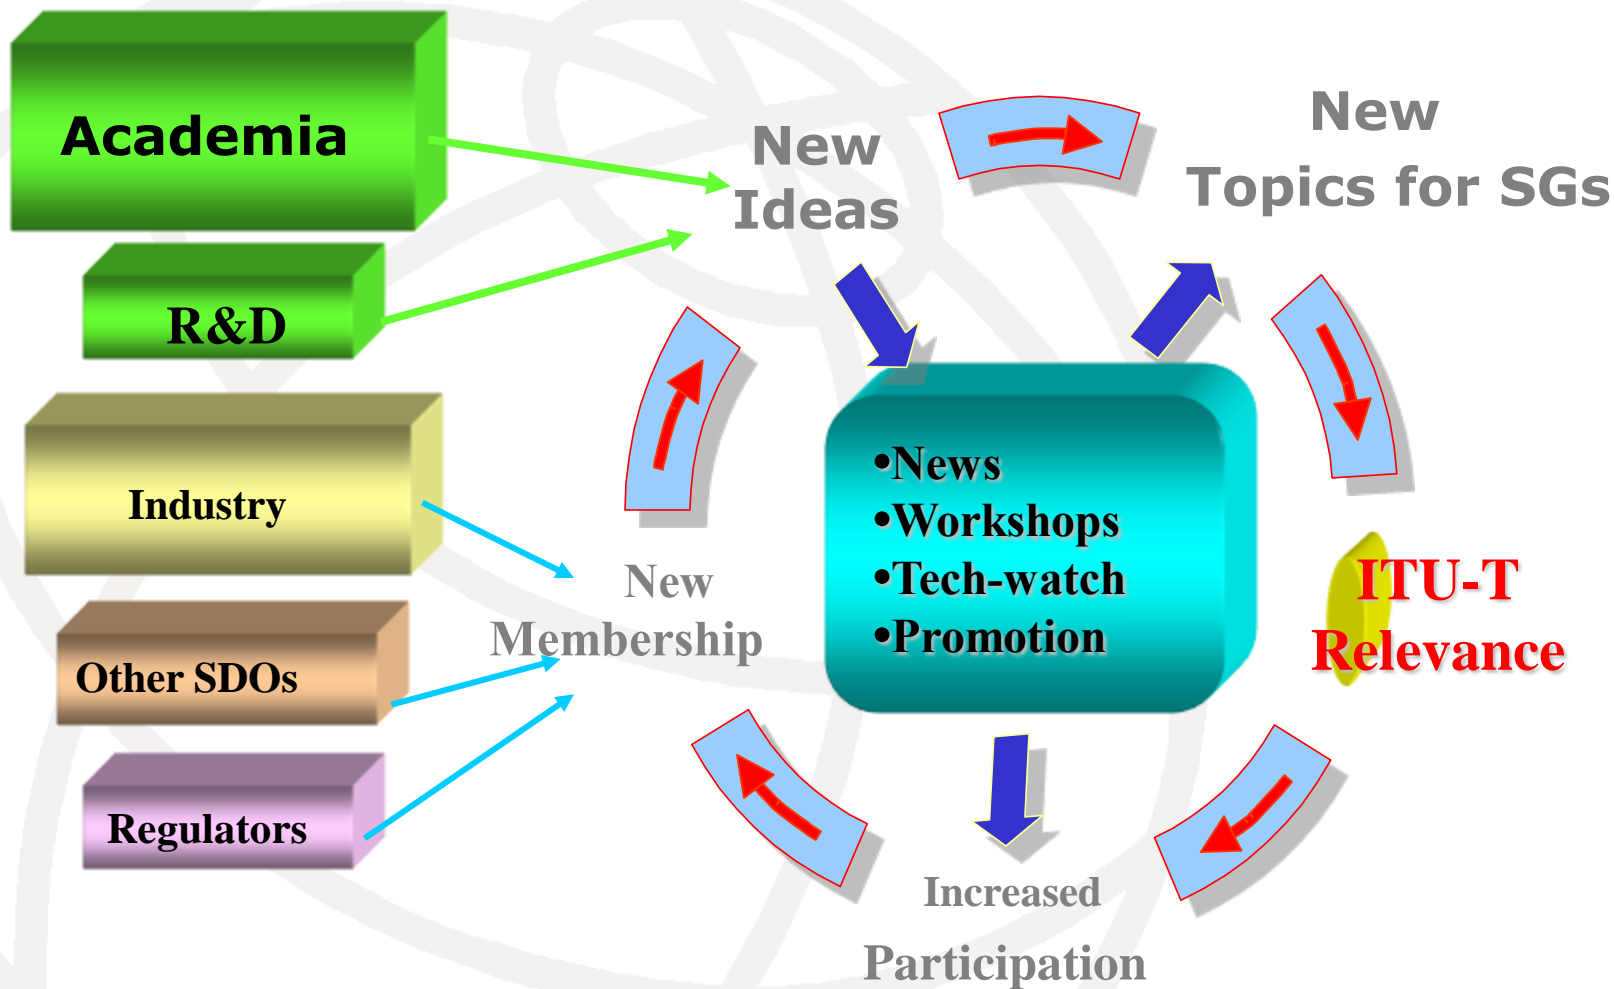 Academia
R&D
Industry
Other SDOs
Regulators
New
Ideas
New
Topics for SGs
•News
•Workshops
•Tech-watch
•Promotion
ITU-T
Relevance
New
Membership
Increased
Participation